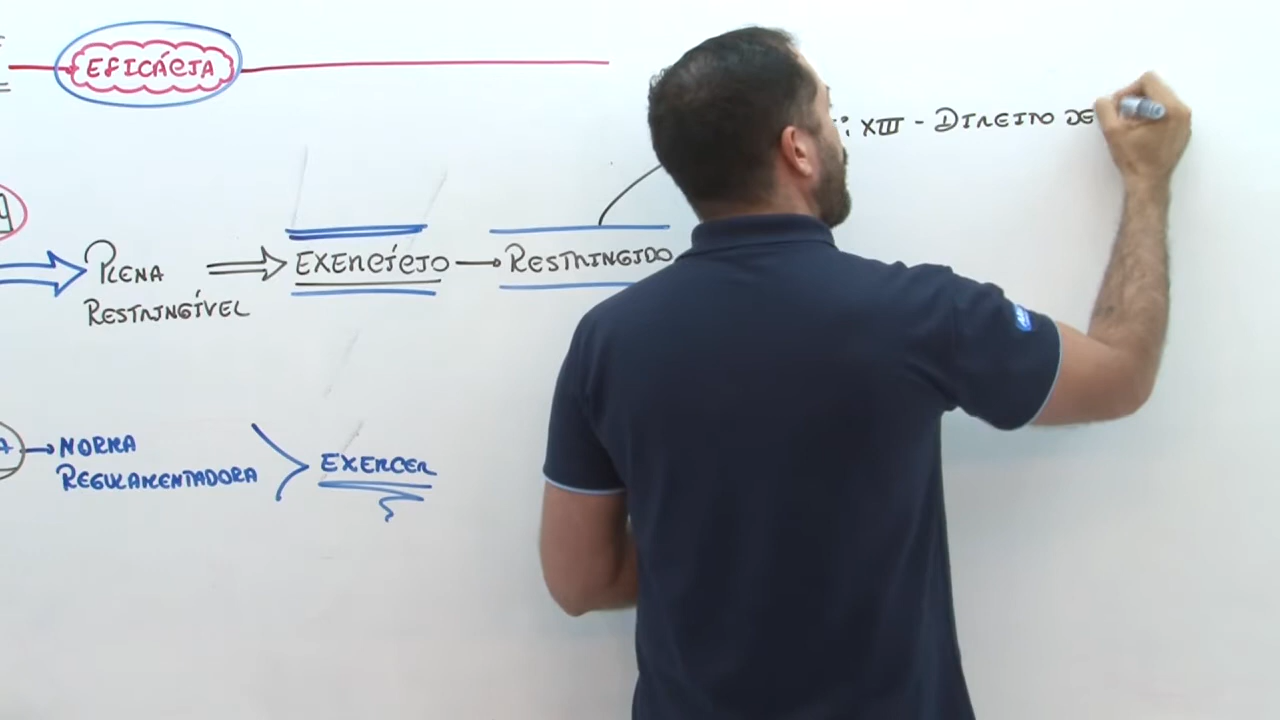 EFICÁCIA
: XIII - DIREITO DE
PLENA
RESTRINGÍVEL
EXERCÍCIO
RESTRINGIDO
NORMA
REGULAMENTADORA
EXERCER